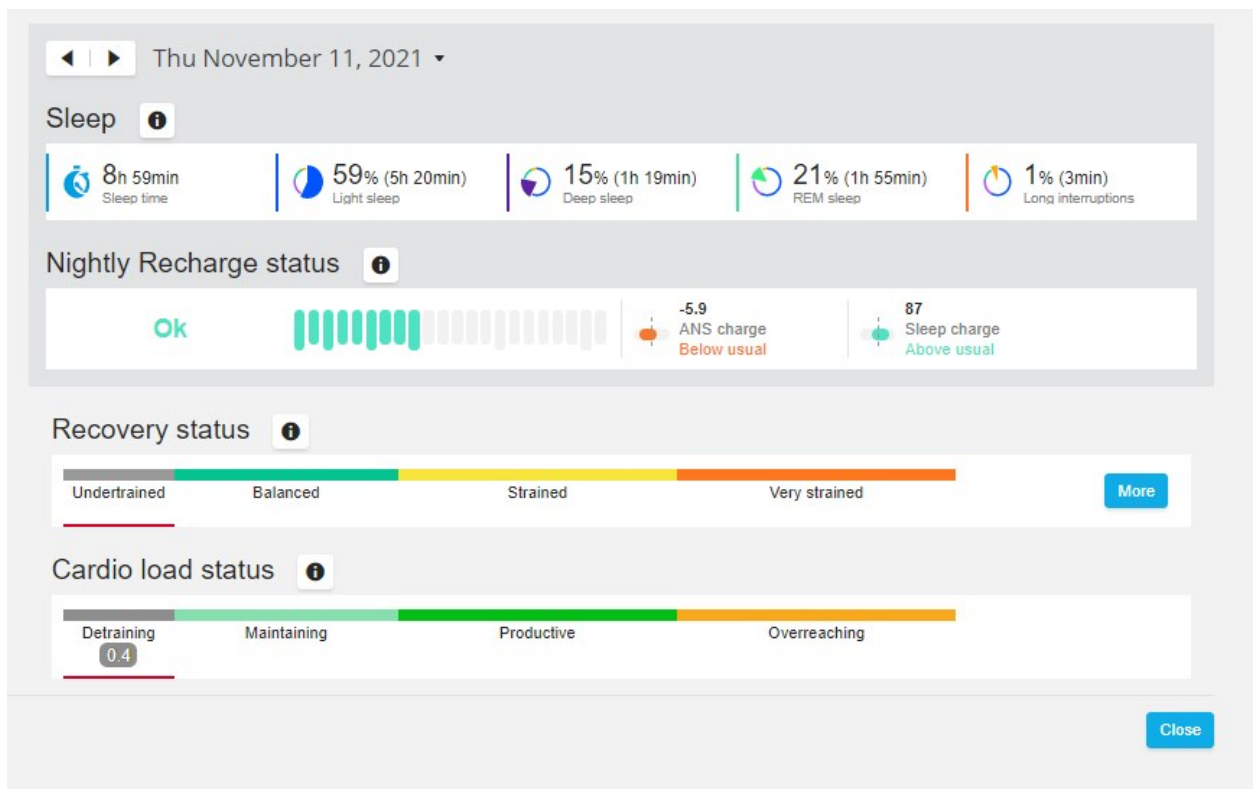 Thu November 11, 2021
Sleep
8h 59min
Sleep time
59% (5h 20min)
Light sleep
15% (1h 19min)
Deep sleep
21% (1h 55min)
REM sleep
1% (3min)
Long interruptions
Nightly Recharge status
Ok
-5.9
ANS charge
Below usual
87
Sleep charge
Above usual
Recovery status
Undertrained Balanced Strained Very strained
More
Cardio load status
Detraining Maintaining Productive Overreaching
0.4
Close